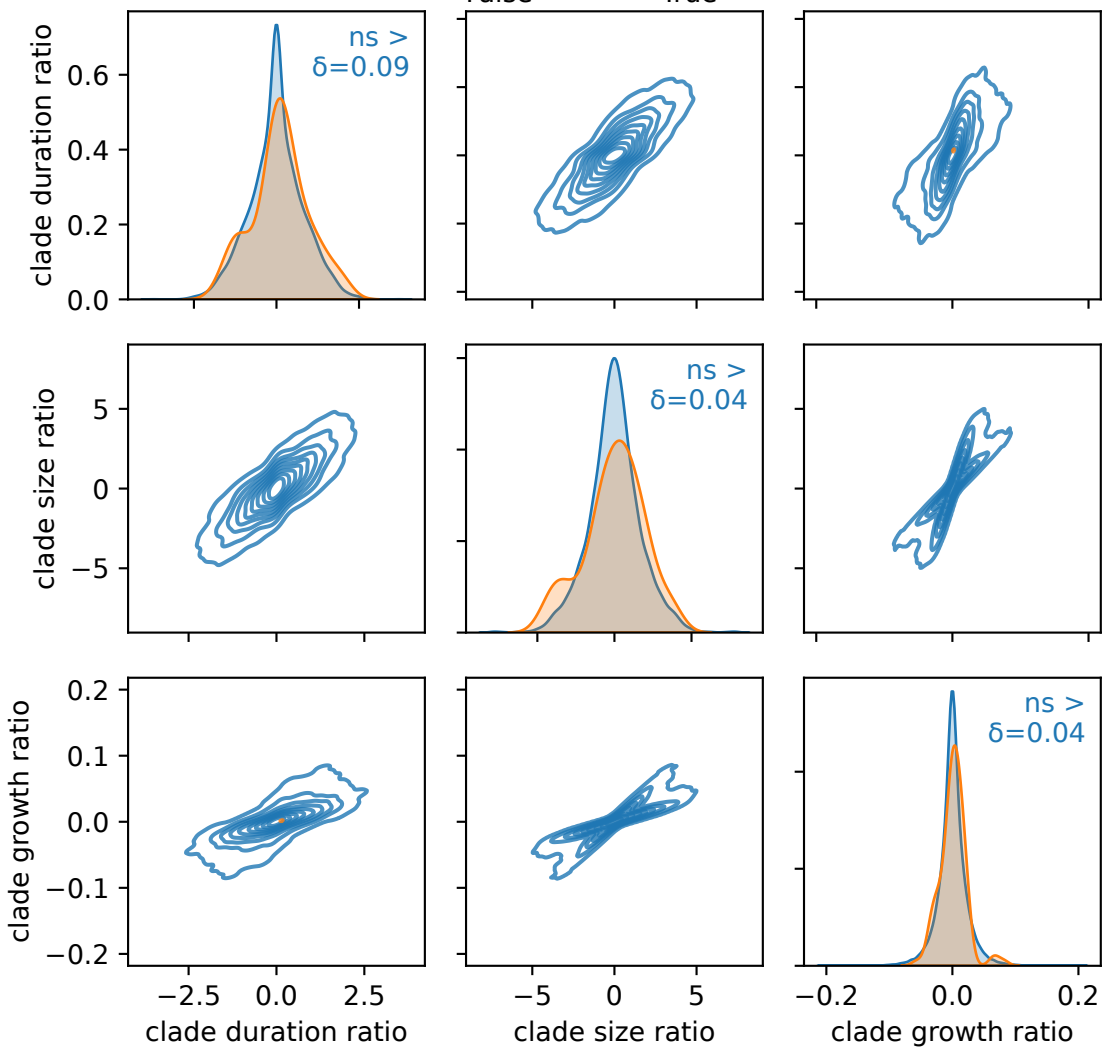 clade duration ratio
0.6
0.4
0.2
0.0
ns >
δ=0.09
clade size ratio
5
0
−5
ns >
δ=0.04
clade growth ratio
0.2
0.1
0.0
−0.1
−0.2
ns >
δ=0.04
−2.5 0.0 2.5
−5 0 5
−0.2 0.0 0.2
clade duration ratio
clade size ratio
clade growth ratio